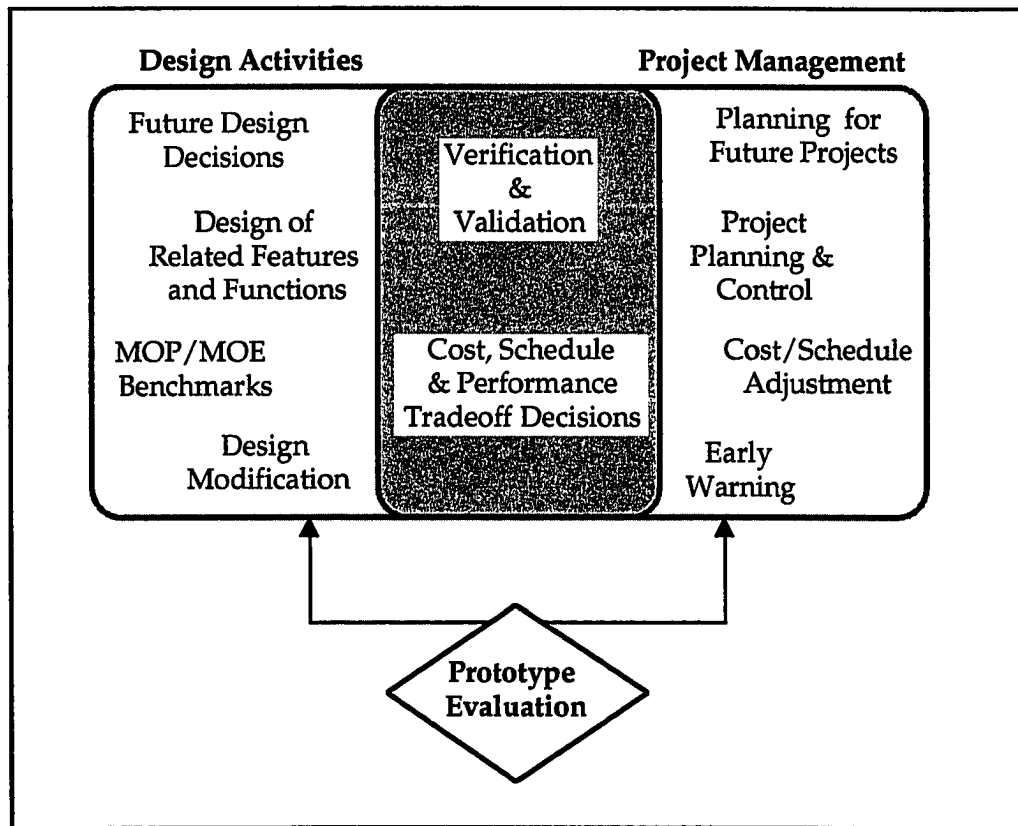 Design Activities
Project Management
Future Design
Decisions
Design of
Related Features
and Functions
MOP/MOE
Benchmarks
Design
Modification
Verification
&
Validation
Cost, Schedule
& Performance
Tradeoff Decisions
Planning for
Future Projects
Project
Planning &
Control
Cost/Schedule
Adjustment
Early
Warning
Prototype
Evaluation